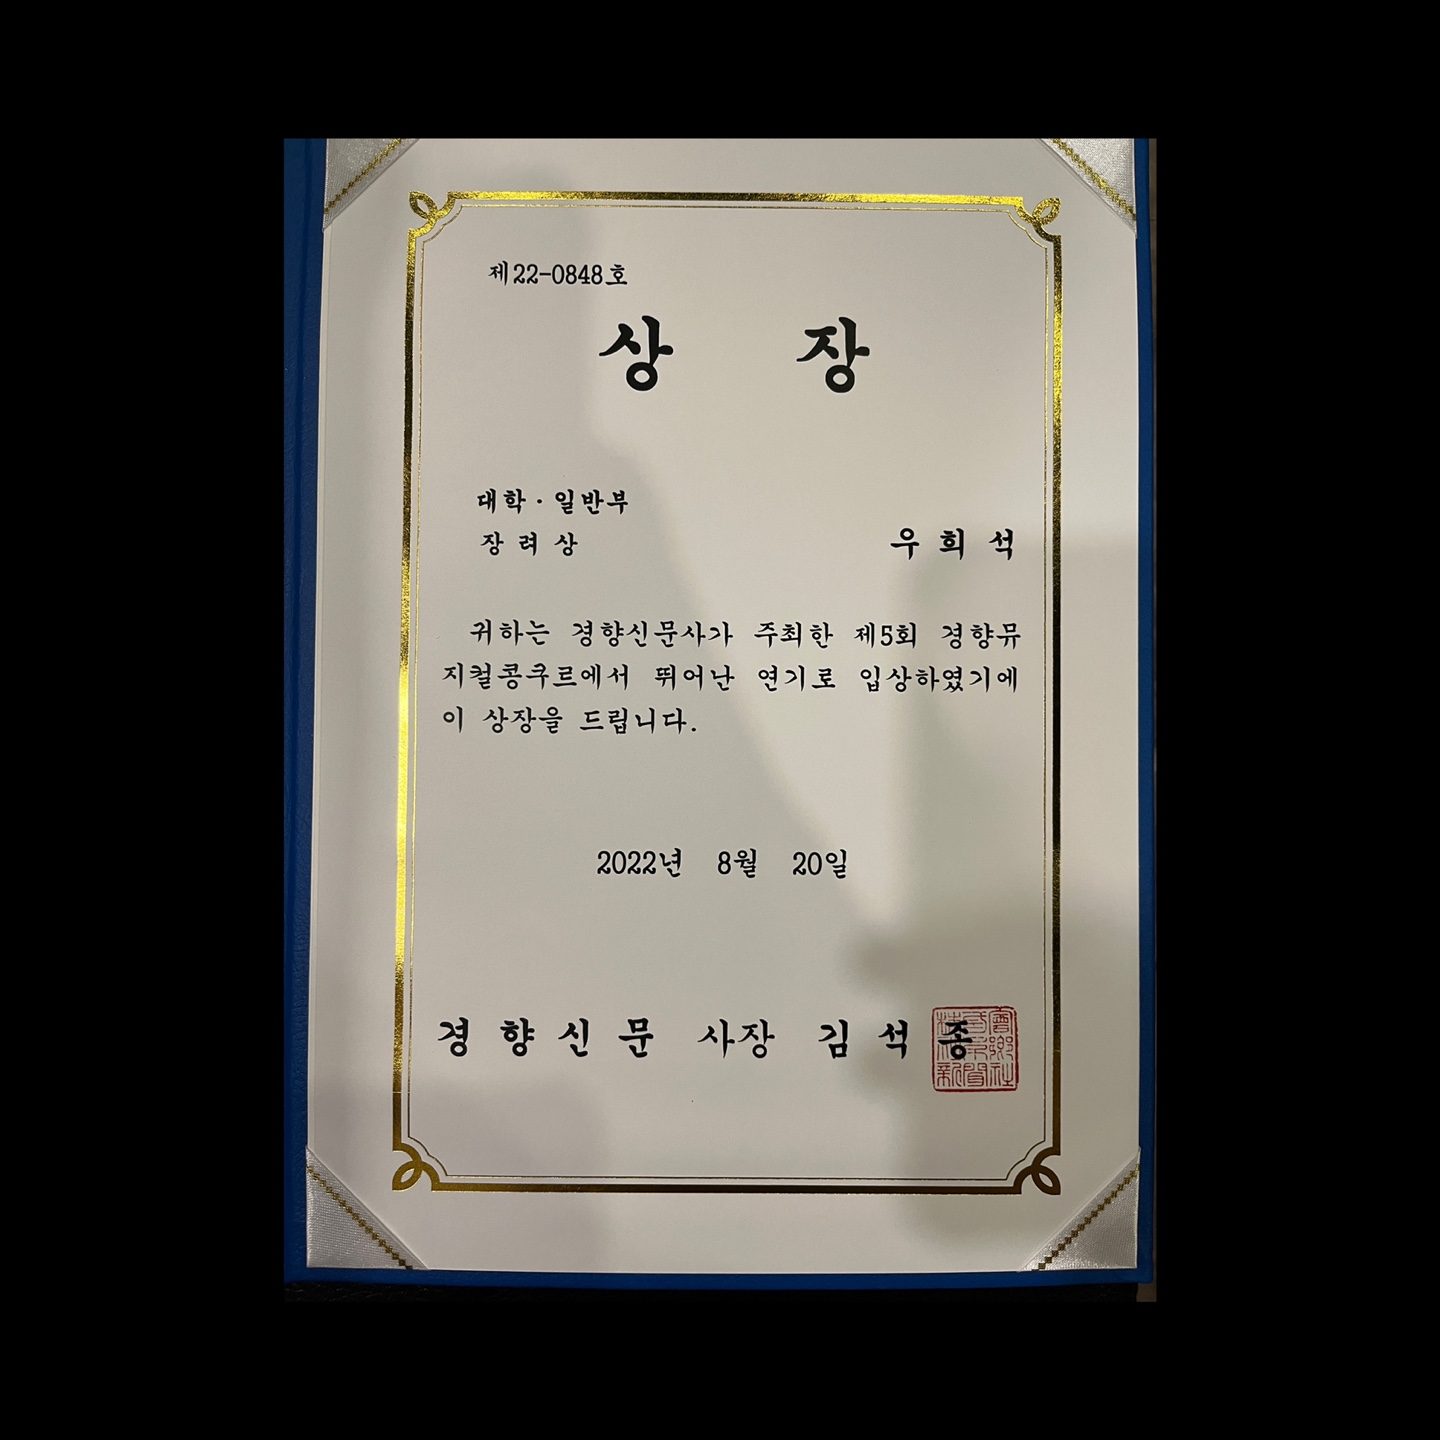 제22-0848호
상 장
대학·일반부
장려상
우희석
귀하는 경향신문사가 주최한 제5회 경향뮤
지컬콩쿠르에서 뛰어난 연기로 입상하였기에
이 상장을 드립니다.
2022년 8월 20일
경향신문 사장 김석종